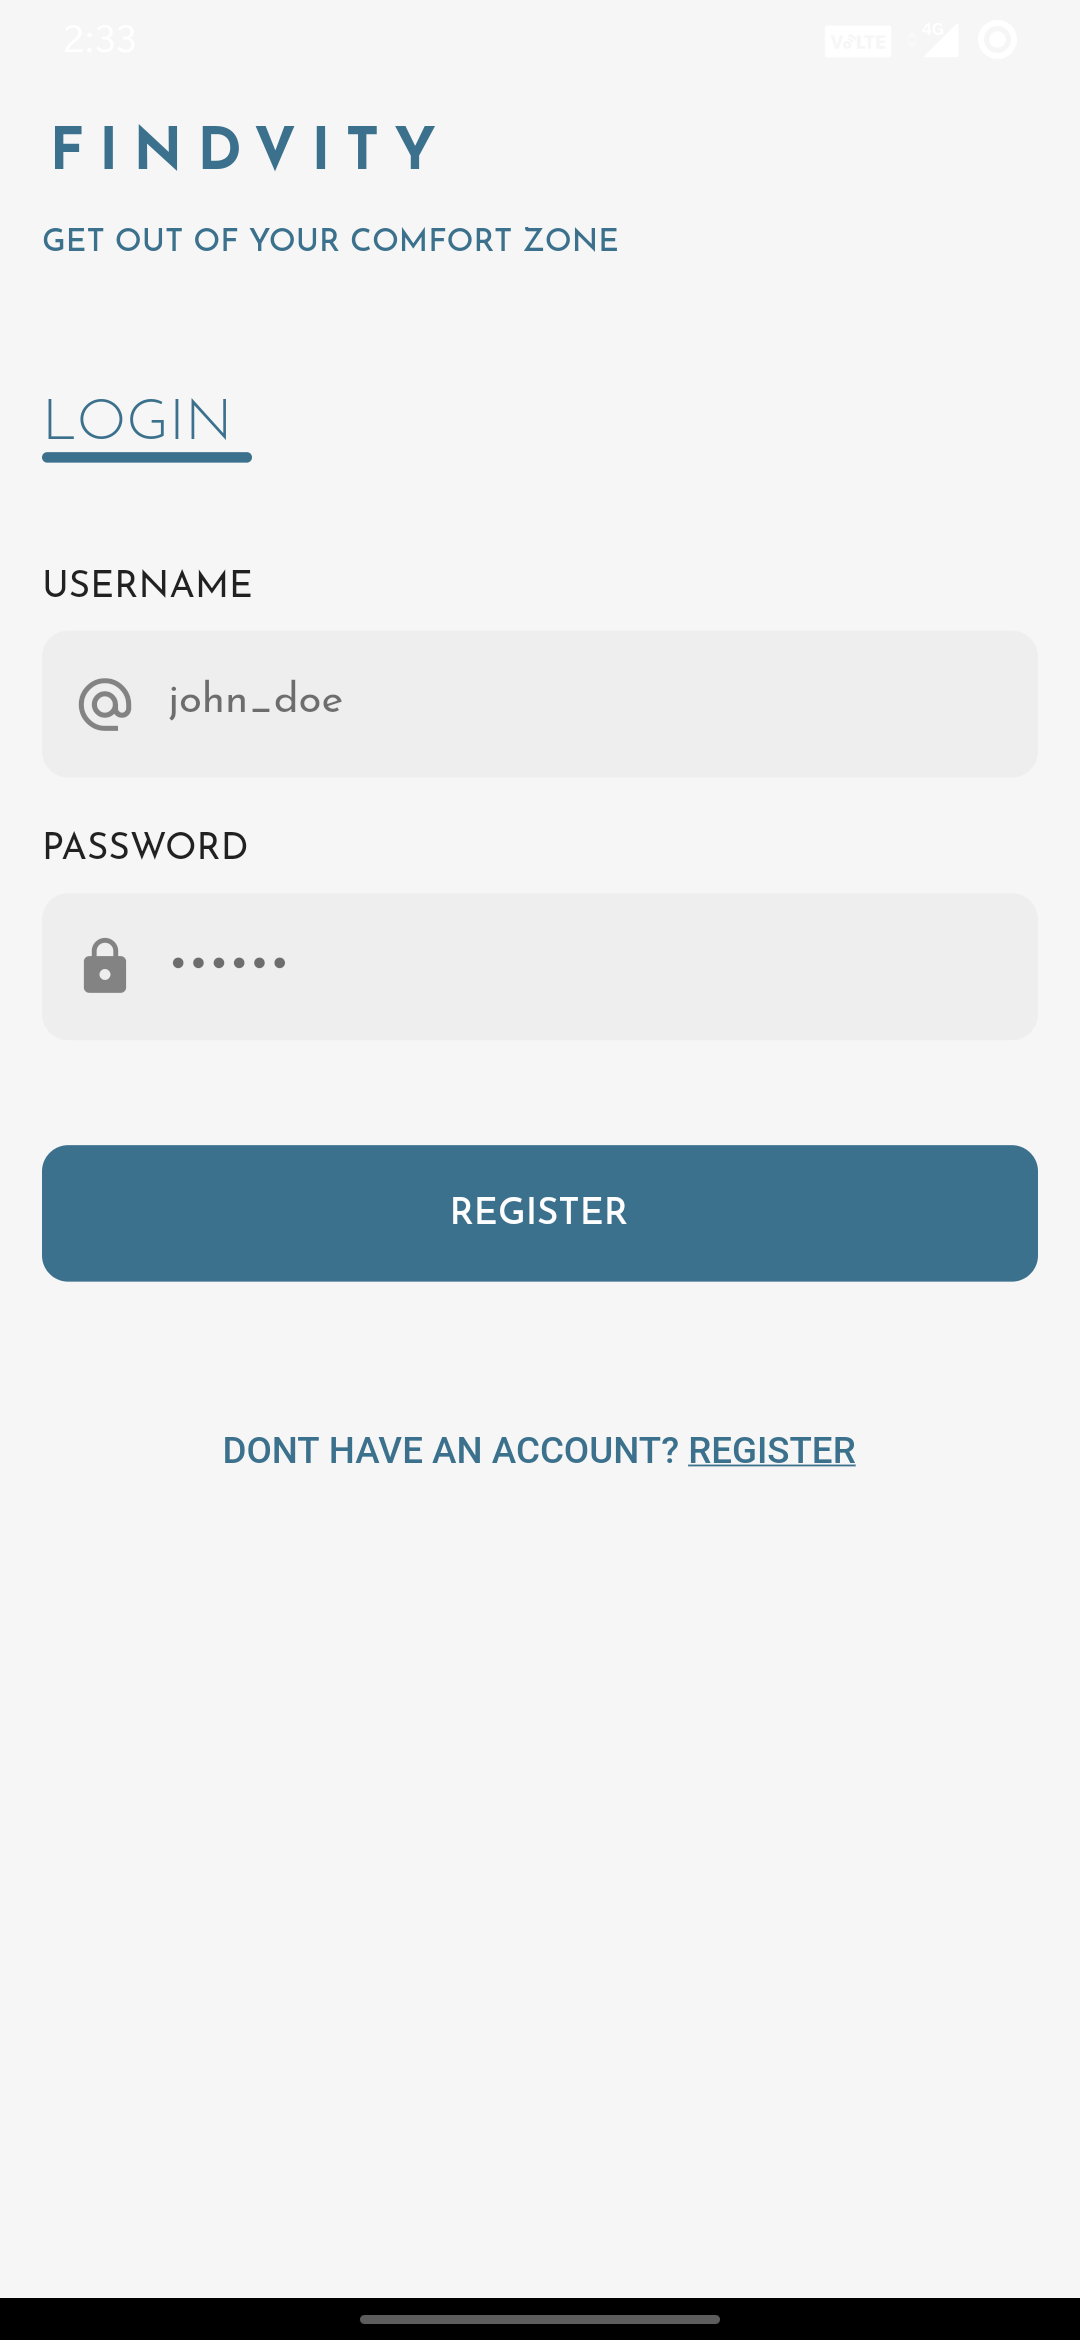 2:33
VoLTE 4G
FINDVITY
GET OUT OF YOUR COMFORT ZONE
LOGIN
USERNAME
john_doe
PASSWORD
••••••
REGISTER
DONT HAVE AN ACCOUNT? REGISTER